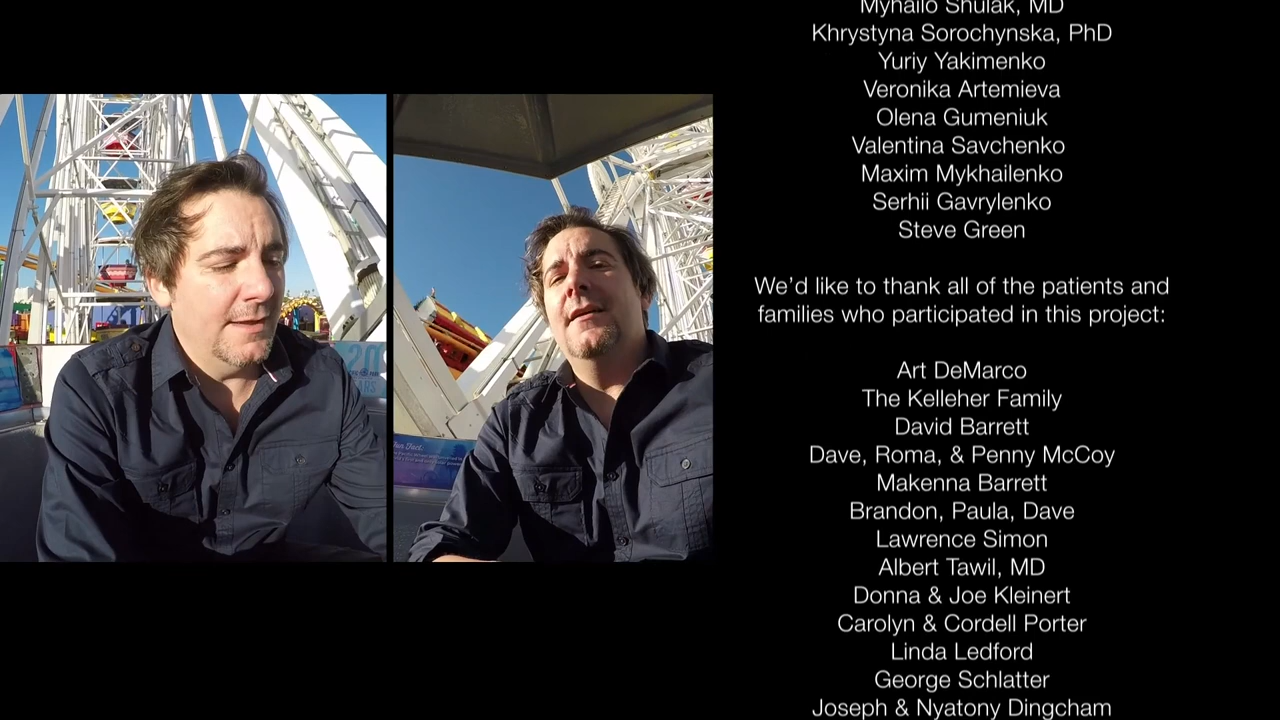 Myhailo Shulak, MD
Khrystyna Sorochynska, PhD
Yuriy Yakimenko
Veronika Artemieva
Olena Gumeniuk
Valentina Savchenko
Maxim Mykhailenko
Serhii Gavrylenko
Steve Green
We’d like to thank all of the patients and
families who participated in this project:
Art DeMarco
The Kelleher Family
David Barrett
Dave, Roma, & Penny McCoy
Makenna Barrett
Brandon, Paula, Dave
Lawrence Simon
Albert Tawil, MD
Donna & Joe Kleinert
Carolyn & Cordell Porter
Linda Ledford
George Schlatter
Joseph & Nyatony Dingcham